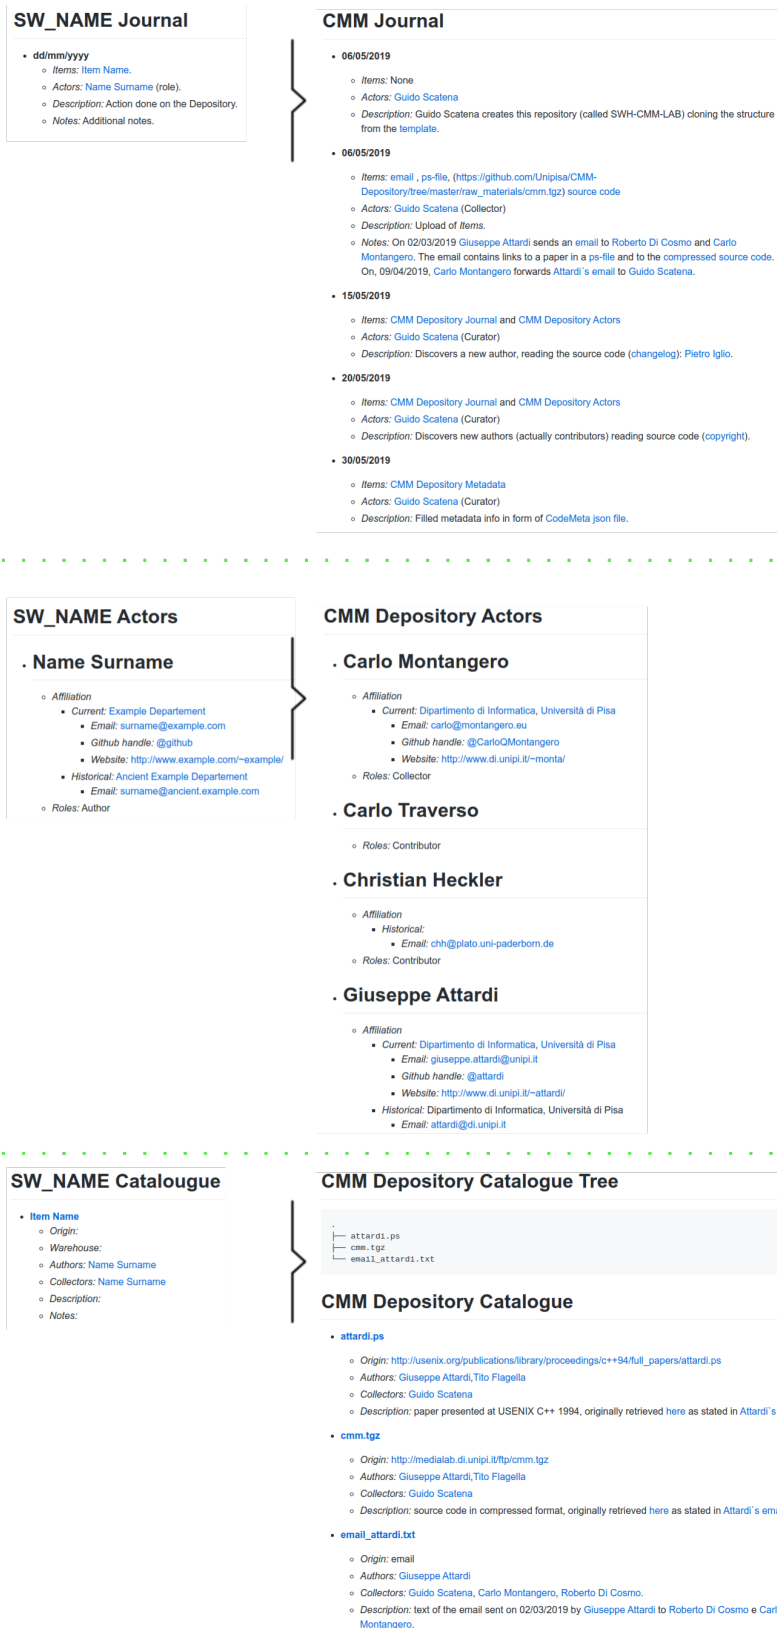 SW_NAME Journal
dd/mm/yyyy
Items: Item Name.
Actors: Name Surname (role).
Description: Action done on the Depository.
Notes: Additional notes.
CMM Journal
06/05/2019
Items: None
Actors: Guido Scatena
Description: Guido Scatena creates this repository (called SWH-CMM-LAB) cloning the structure
from the template.
06/05/2019
Items: email , ps-file, (https://github.com/Unipisa/CMM-
Depository/tree/master/raw_materials/cmm.tgz) source code
Actors: Guido Scatena (Collector)
Description: Upload of Items.
Notes: On 02/03/2019 Giuseppe Attardi sends an email to Roberto Di Cosmo and Carlo
Montangero. The email contains links to a paper in a ps-file and to the compressed source code.
On, 09/04/2019, Carlo Montangero forwards Attardi`s email to Guido Scatena.
15/05/2019
Items: CMM Depository Journal and CMM Depository Actors
Actors: Guido Scatena (Curator)
Description: Discovers a new author, reading the source code (changelog): Pietro Iglio.
20/05/2019
Items: CMM Depository Journal and CMM Depository Actors
Actors: Guido Scatena (Curator)
Description: Discovers new authors (actually contributors) reading source code (copyright).
30/05/2019
Items: CMM Depository Metadata
Actors: Guido Scatena (Curator)
Description: Filled metadata info in form of CodeMeta json file.
SW_NAME Actors
Name Surname
Affiliation
Current: Example Departement
Email: surname@example.com
Github handle: @github
Website: http://www.example.com/~example/
Historical: Ancient Example Departement
Email: surname@ancient.example.com
Roles: Author
CMM Depository Actors
Carlo Montangero
Affiliation
Current: Dipartimento di Informatica, Università di Pisa
Email: carlo@montangero.eu
Github handle: @CarloQMontangero
Website: http://www.di.unipi.it/~monta/
Roles: Collector
Carlo Traverso
Roles: Contributor
Christian Heckler
Affiliation
Historical:
Email: chh@plato.uni-paderborn.de
Roles: Contributor
Giuseppe Attardi
Affiliation
Current: Dipartimento di Informatica, Università di Pisa
Email: giuseppe.attardi@unipi.it
Github handle: @attardi
Website: http://www.di.unipi.it/~attardi/
Historical: Dipartimento di Informatica, Università di Pisa
Email: attardi@di.unipi.it
SW_NAME Catalougue
Item Name
Origin:
Warehouse:
Authors: Name Surname
Collectors: Name Surname
Description:
Notes:
CMM Depository Catalogue Tree
.
├── attardi.ps
├── cmm.tgz
└── email_attardi.txt
CMM Depository Catalogue
attardi.ps
Origin: http://usenix.org/publications/library/proceedings/c++94/full_papers/attardi.ps
Authors: Giuseppe Attardi,Tito Flagella
Collectors: Guido Scatena
Description: paper presented at USENIX C++ 1994, originally retrieved here as stated in Attardi`s
cmm.tgz
Origin: http://medialab.di.unipi.it/ftp/cmm.tgz
Authors: Giuseppe Attardi,Tito Flagella
Collectors: Guido Scatena
Description: source code in compressed format, originally retrieved here as stated in Attardi`s ema
email_attardi.txt
Origin: email
Authors: Giuseppe Attardi
Collectors: Guido Scatena, Carlo Montangero, Roberto Di Cosmo.
Description: text of the email sent on 02/03/2019 by Giuseppe Attardi to Roberto Di Cosmo e Carl
Montangero.